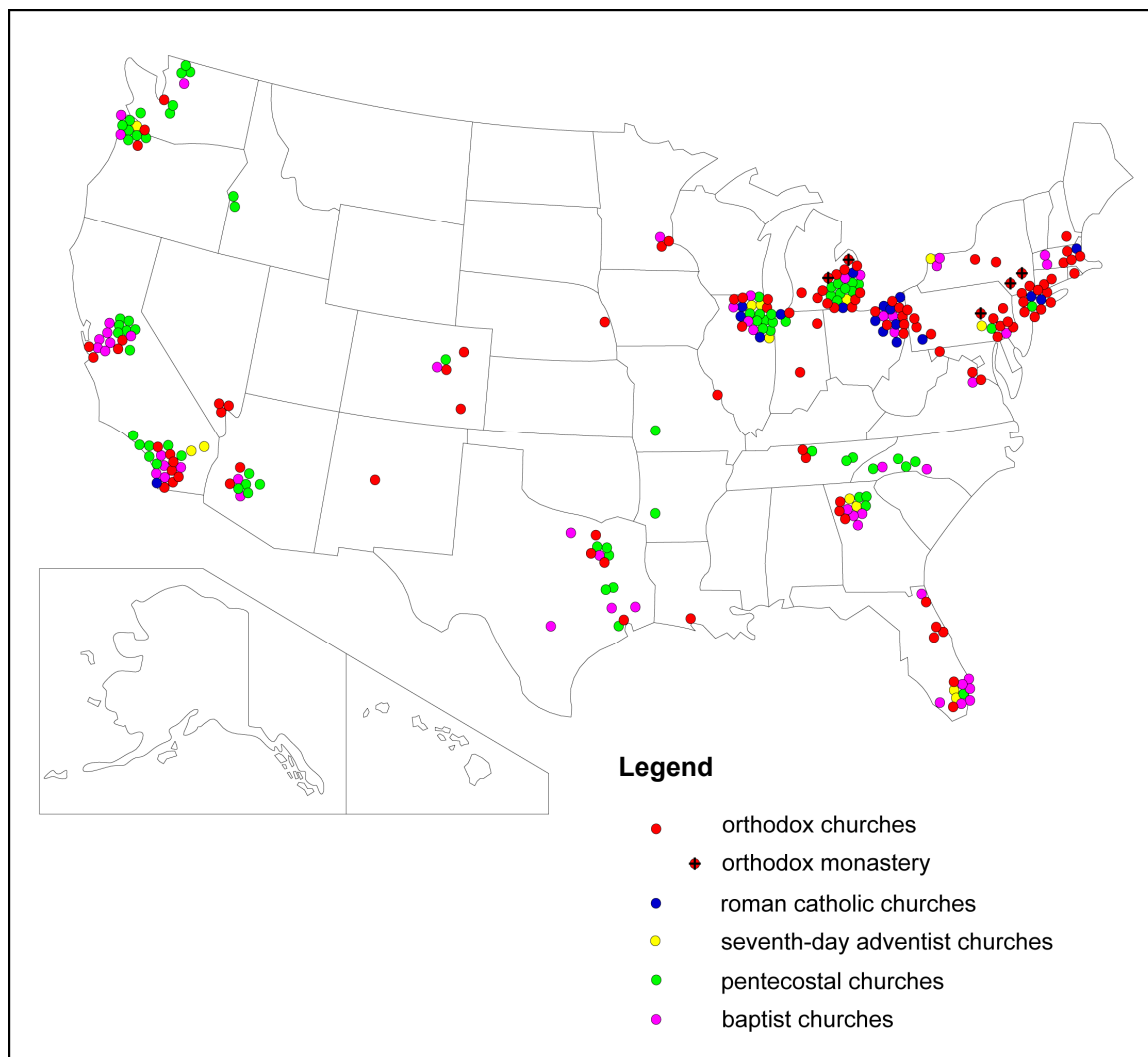 Legend
orthodox churches
orthodox monastery
roman catholic churches
seventh-day adventist churches
pentecostal churches
baptist churches